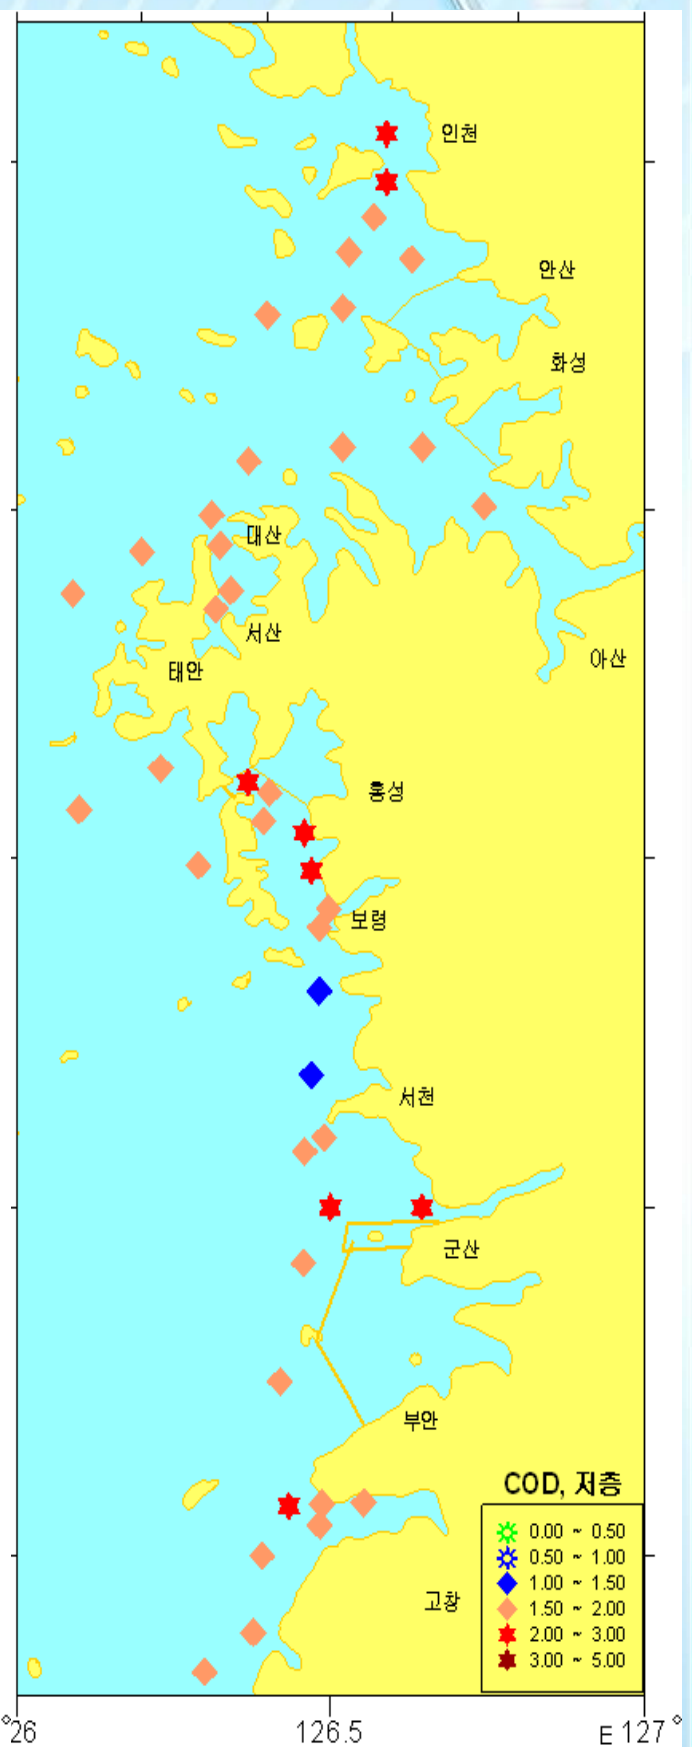 인천
안산
화성
대산
서산
아산
태안
홍성
보령
서천
군산
부안
고창
COD, 저층
0.00 ~ 0.50
0.50 ~ 1.00
1.00 ~ 1.50
1.50 ~ 2.00
2.00 ~ 3.00
3.00 ~ 5.00
°26 126.5 E 127 °